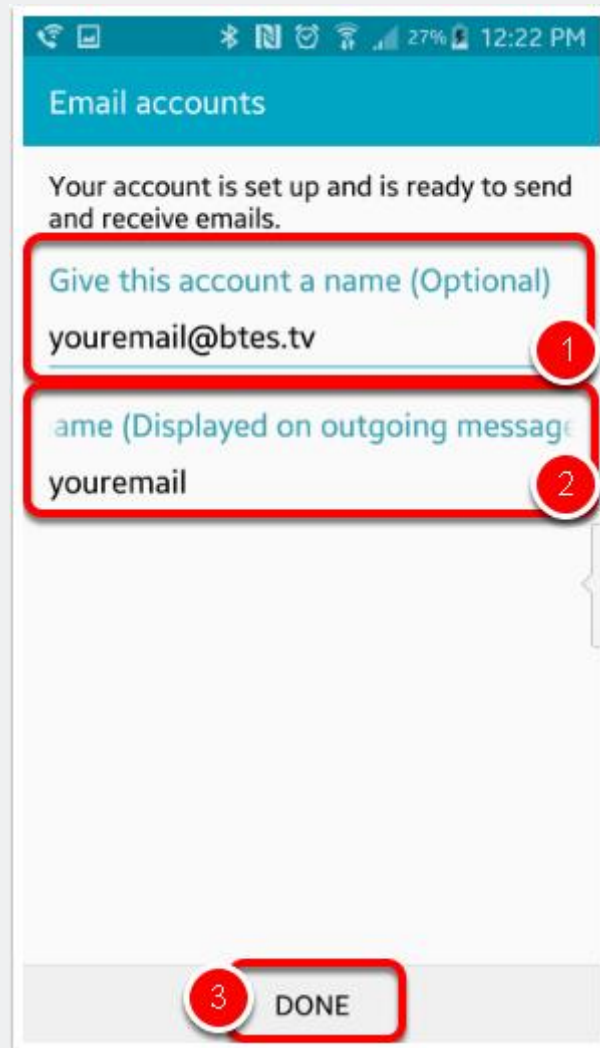 27% 12:22 PM
Email accounts
Your account is set up and is ready to send
and receive emails.
Give this account a name (Optional)
youremail@btes.tv
1
ame (Displayed on outgoing message
youremail
2
3
DONE